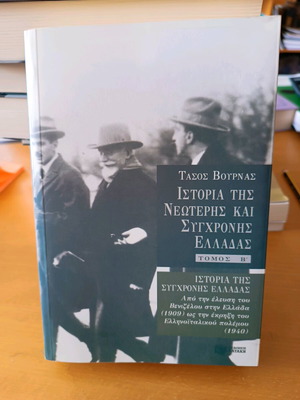 ΤΑΣΟΣ ΒΟΥΡΝΑΣ
ΙΣΤΟΡΙΑ ΤΗΣ
ΝΕΩΤΕΡΗΣ ΚΑΙ
ΣΥΓΧΡΟΝΗΣ
ΕΛΛΑΔΑΣ
ΤΟΜΟΣ Β'
ΙΣΤΟΡΙΑ ΤΗΣ
ΣΥΓΧΡΟΝΗΣ ΕΛΛΑΔΑΣ
Από την έλευση του
Βενιζέλου στην Ελλάδα
(1909) ως την έκρηξη του
Ελληνοϊταλικού πολέμου
(1940)